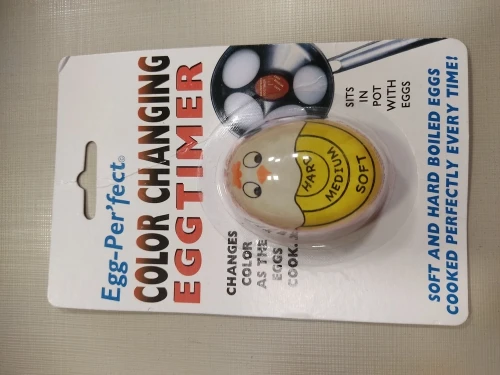 Egg-Per'fect©
COLOR CHANGING
EGGTIMER
SITS
IN
POT
WITH
EGGS
HARD
MEDIUM
SOFT
CHANGES
COLOR
AS THE
EGGS
COOK...
SOFT AND HARD BOILED EGGS
COOKED PERFECTLY EVERY TIME!